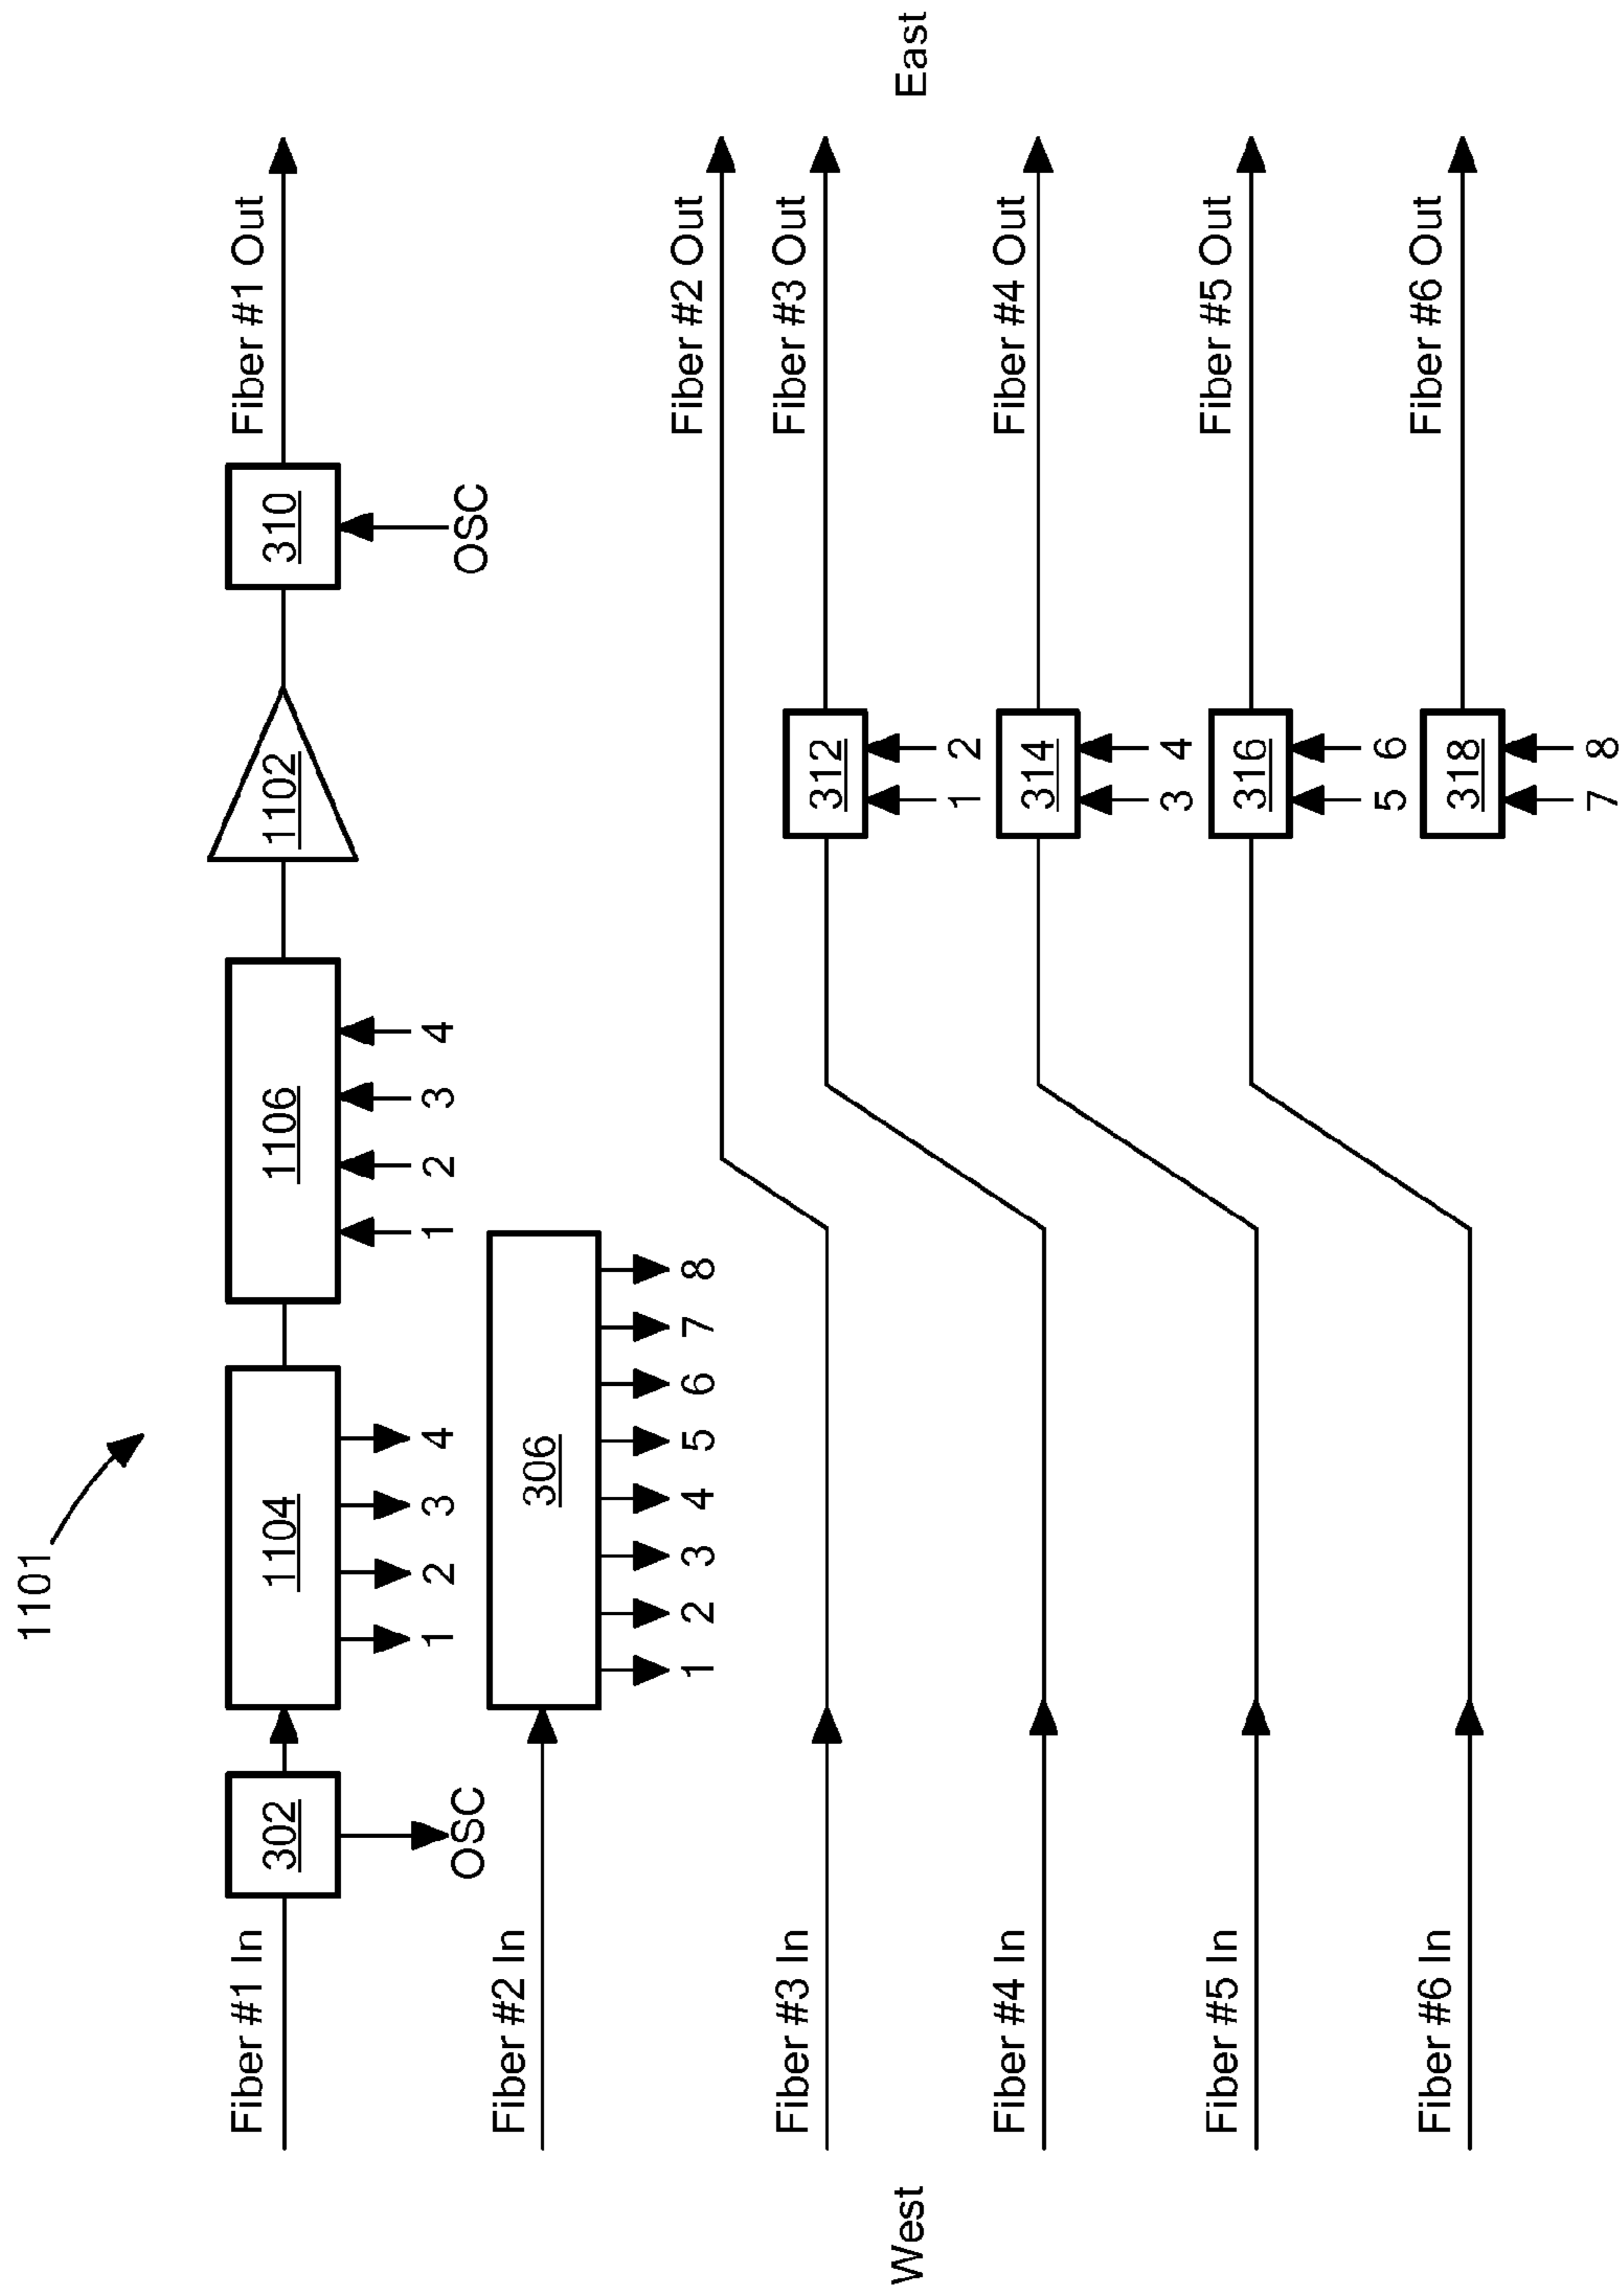 1101
Fiber #1 In
302
OSC
1104
1 2 3 4
1106
1 2 3 4
1102
310
OSC
Fiber #1 Out
Fiber #2 In
306
1 2 3 4 5 6 7 8
Fiber #2 Out
Fiber #3 In
312
1 2
Fiber #3 Out
West
East
Fiber #4 In
314
3 4
Fiber #4 Out
Fiber #5 In
316
5 6
Fiber #5 Out
Fiber #6 In
318
7 8
Fiber #6 Out